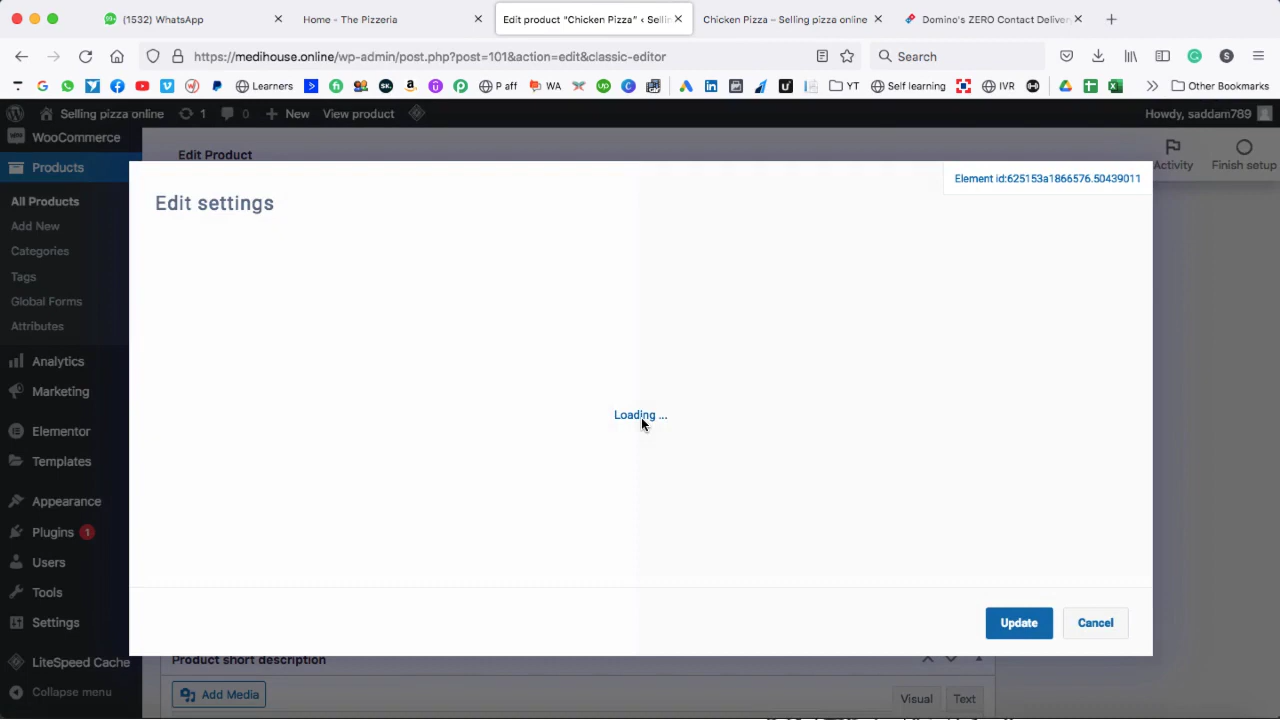 (1532) WhatsApp
Home - The Pizzeria
Edit product "Chicken Pizza" ‹ Sellin
Chicken Pizza – Selling pizza online
Domino's ZERO Contact Delivery
https://medihouse.online/wp-admin/post.php?post=101&action=edit&classic-editor
Search
Learners
P aff
WA
YT
Self learning
IVR
Other Bookmarks
Selling pizza online
1
0
New
View product
Howdy, saddam789
WooCommerce
Products
All Products
Add New
Categories
Tags
Global Forms
Attributes
Analytics
Marketing
Elementor
Templates
Appearance
Plugins 1
Users
Tools
Settings
LiteSpeed Cache
Collapse menu
Edit Product
Activity
Finish setup
Element id:625153a1866576.50439011
Edit settings
Loading ...
Update
Cancel
Product short description
Add Media
Visual
Text